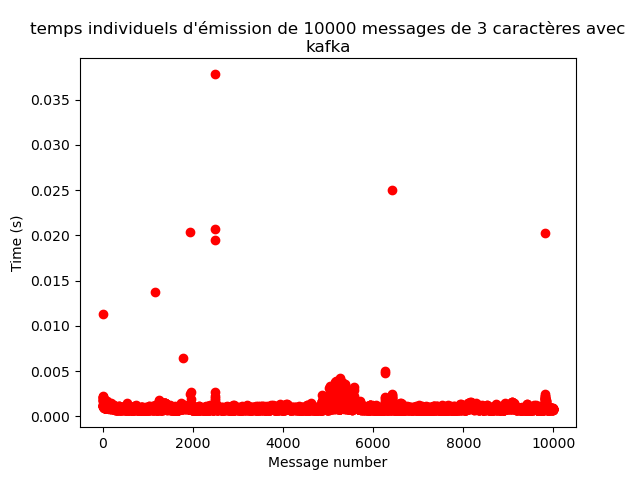 temps individuels d'émission de 10000 messages de 3 caractères avec
kafka
0.035
0.030
0.025
0.020
0.015
0.010
0.005
0.000
Time (s)
0 2000 4000 6000 8000 10000
Message number